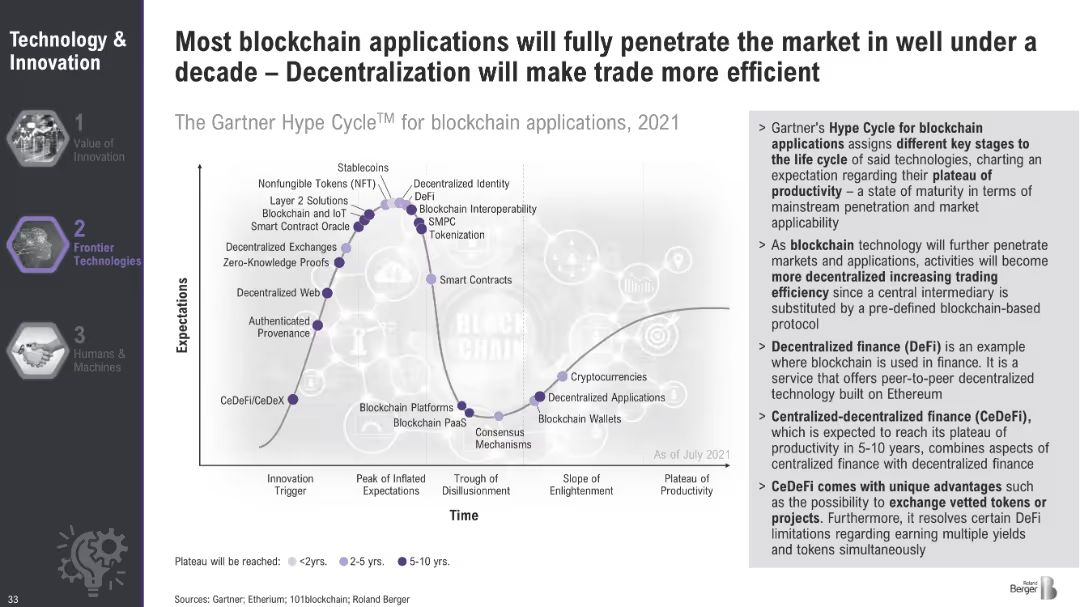 Technology &
Innovation
1
Value of
Innovation
2
Frontier
Technologies
3
Humans &
Machines
33
Most blockchain applications will fully penetrate the market in well under a
decade – Decentralization will make trade more efficient
The Gartner Hype Cycle™ for blockchain applications, 2021
Expectations
Stablecoins
Nonfungible Tokens (NFT)
Layer 2 Solutions
Blockchain and IoT
Smart Contract Oracle
Decentralized Exchanges
Zero-Knowledge Proofs
Decentralized Web
Authenticated
Provenance
CeDeFi/CeDeX
Decentralized Identity
DeFi
Blockchain Interoperability
SMPC
Tokenization
Smart Contracts
BLOCK
CHAIN
Blockchain Platforms
Blockchain PaaS
Consensus
Mechanisms
Cryptocurrencies
Decentralized Applications
Blockchain Wallets
As of July 2021
Innovation
Trigger
Peak of Inflated
Expectations
Trough of
Disillusionment
Slope of
Enlightenment
Plateau of
Productivity
Time
Plateau will be reached: <2yrs. 2-5 yrs. 5-10 yrs.
Sources: Gartner; Etherium; 101blockchain; Roland Berger
> Gartner's Hype Cycle for blockchain
applications assigns different key stages to
the life cycle of said technologies, charting an
expectation regarding their plateau of
productivity – a state of maturity in terms of
mainstream penetration and market
applicability
> As blockchain technology will further penetrate
markets and applications, activities will become
more decentralized increasing trading
efficiency since a central intermediary is
substituted by a pre-defined blockchain-based
protocol
> Decentralized finance (DeFi) is an example
where blockchain is used in finance. It is a
service that offers peer-to-peer decentralized
technology built on Ethereum
> Centralized-decentralized finance (CeDeFi),
which is expected to reach its plateau of
productivity in 5-10 years, combines aspects of
centralized finance with decentralized finance
> CeDeFi comes with unique advantages such
as the possibility to exchange vetted tokens or
projects. Furthermore, it resolves certain DeFi
limitations regarding earning multiple yields
and tokens simultaneously
Roland
Berger
B